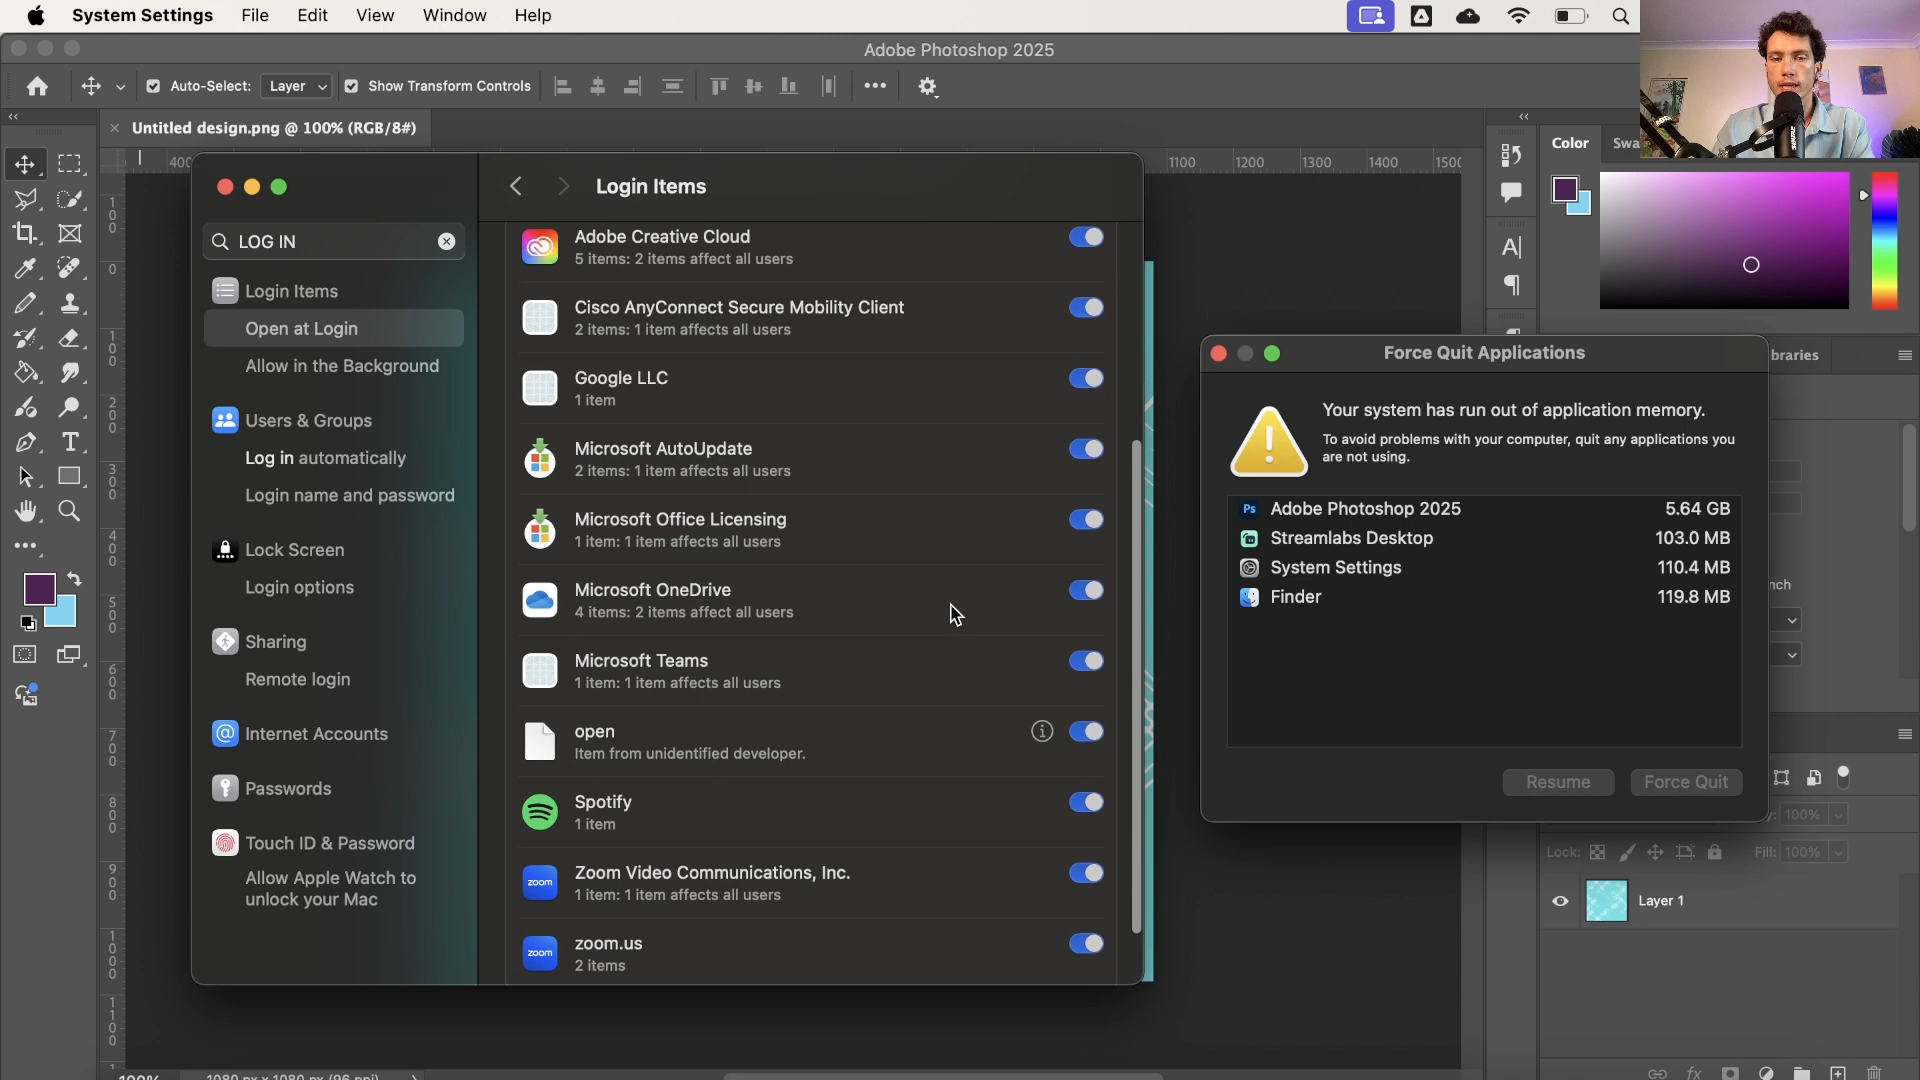 System Settings File Edit View Window Help
Adobe Photoshop 2025
Auto-Select: Layer Show Transform Controls
Untitled design.png @ 100% (RGB/8#)
1100 1200 1300 1400
Color
Login Items
LOG IN
Login Items
Open at Login
Allow in the Background
Users & Groups
Log in automatically
Login name and password
Lock Screen
Login options
Sharing
Remote login
Internet Accounts
Passwords
Touch ID & Password
Allow Apple Watch to
unlock your Mac
Adobe Creative Cloud
5 items: 2 items affect all users
Cisco AnyConnect Secure Mobility Client
2 items: 1 item affects all users
Google LLC
1 item
Microsoft AutoUpdate
2 items: 1 item affects all users
Microsoft Office Licensing
1 item: 1 item affects all users
Microsoft OneDrive
4 items: 2 items affect all users
Microsoft Teams
1 item: 1 item affects all users
open
Item from unidentified developer.
Spotify
1 item
Zoom Video Communications, Inc.
1 item: 1 item affects all users
zoom.us
2 items
Force Quit Applications
Your system has run out of application memory.
To avoid problems with your computer, quit any applications you
are not using.
Adobe Photoshop 2025 5.64 GB
Streamlabs Desktop 103.0 MB
System Settings 110.4 MB
Finder 119.8 MB
Resume Force Quit
braries
nch
100%
Lock: Fill: 100%
Layer 1